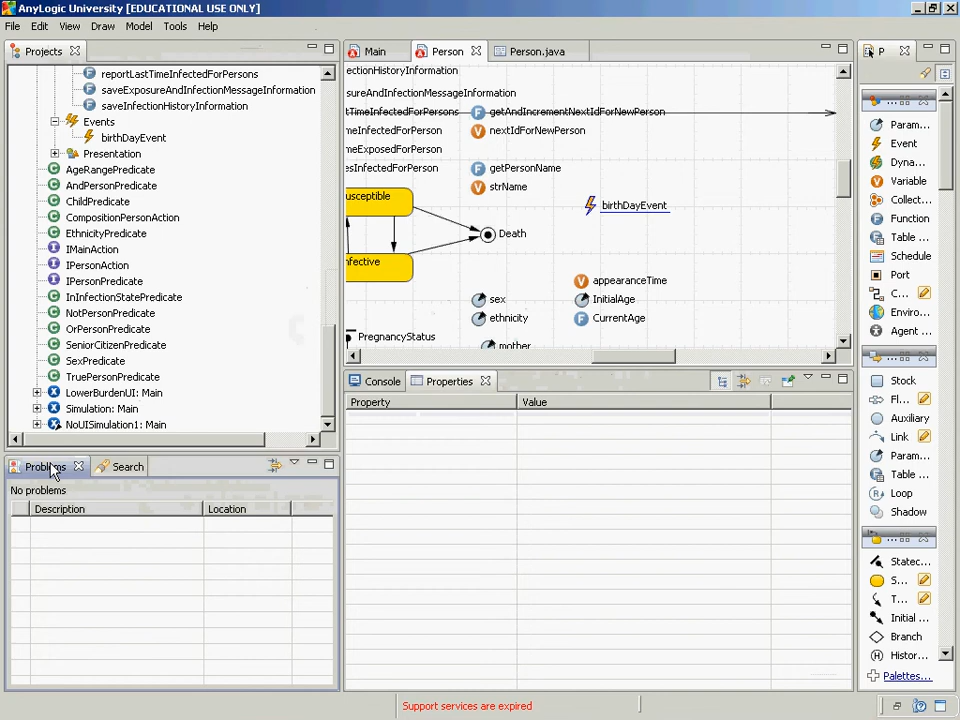 AnyLogic University [EDUCATIONAL USE ONLY]
File Edit View Draw Model Tools Help
Projects
reportLastTimeInfectedForPersons
saveExposureAndInfectionMessageInformation
saveInfectionHistoryInformation
Events
birthDayEvent
Presentation
AgeRangePredicate
AndPersonPredicate
ChildPredicate
CompositionPersonAction
EthnicityPredicate
IMainAction
IPersonAction
IPersonPredicate
InInfectionStatePredicate
NotPersonPredicate
OrPersonPredicate
SeniorCitizenPredicate
SexPredicate
TruePersonPredicate
LowerBurdenUI: Main
Simulation: Main
NoUISimulation1: Main
Problems Search
No problems
Description Location
Main Person Person.java
ectionHistoryInformation
sureAndInfectionMessageInformation
tTimeInfectedForPersons getAndIncrementNextIdForNewPerson
meInfectedForPerson nextIdForNewPerson
meExposedForPerson
esInfectedForPerson getPersonName
strName
usceptible
birthDayEvent
Death
nfective
appearanceTime
sex InitialAge
ethnicity CurrentAge
PregnancyStatus
mother
Console Properties
Property Value
P
...
Param...
Event
Dyna...
Variable
Collect...
Function
Table ...
Schedule
Port
C...
Enviro...
Agent ...
...
Stock
Fl...
Auxiliary
Link
Param...
Table ...
Loop
Shadow
...
Statec...
S...
T...
Initial ...
Branch
Histor...
Palettes...
Support services are expired